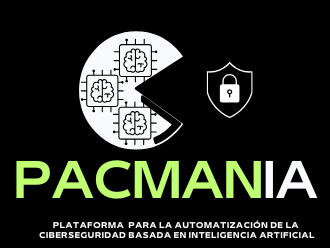 PACMANIA
PLATAFORMA PARA LA AUTOMATIZACIÓN DE LA
CIBERSEGURIDAD BASADA EN INTELIGENCIA ARTIFICIAL